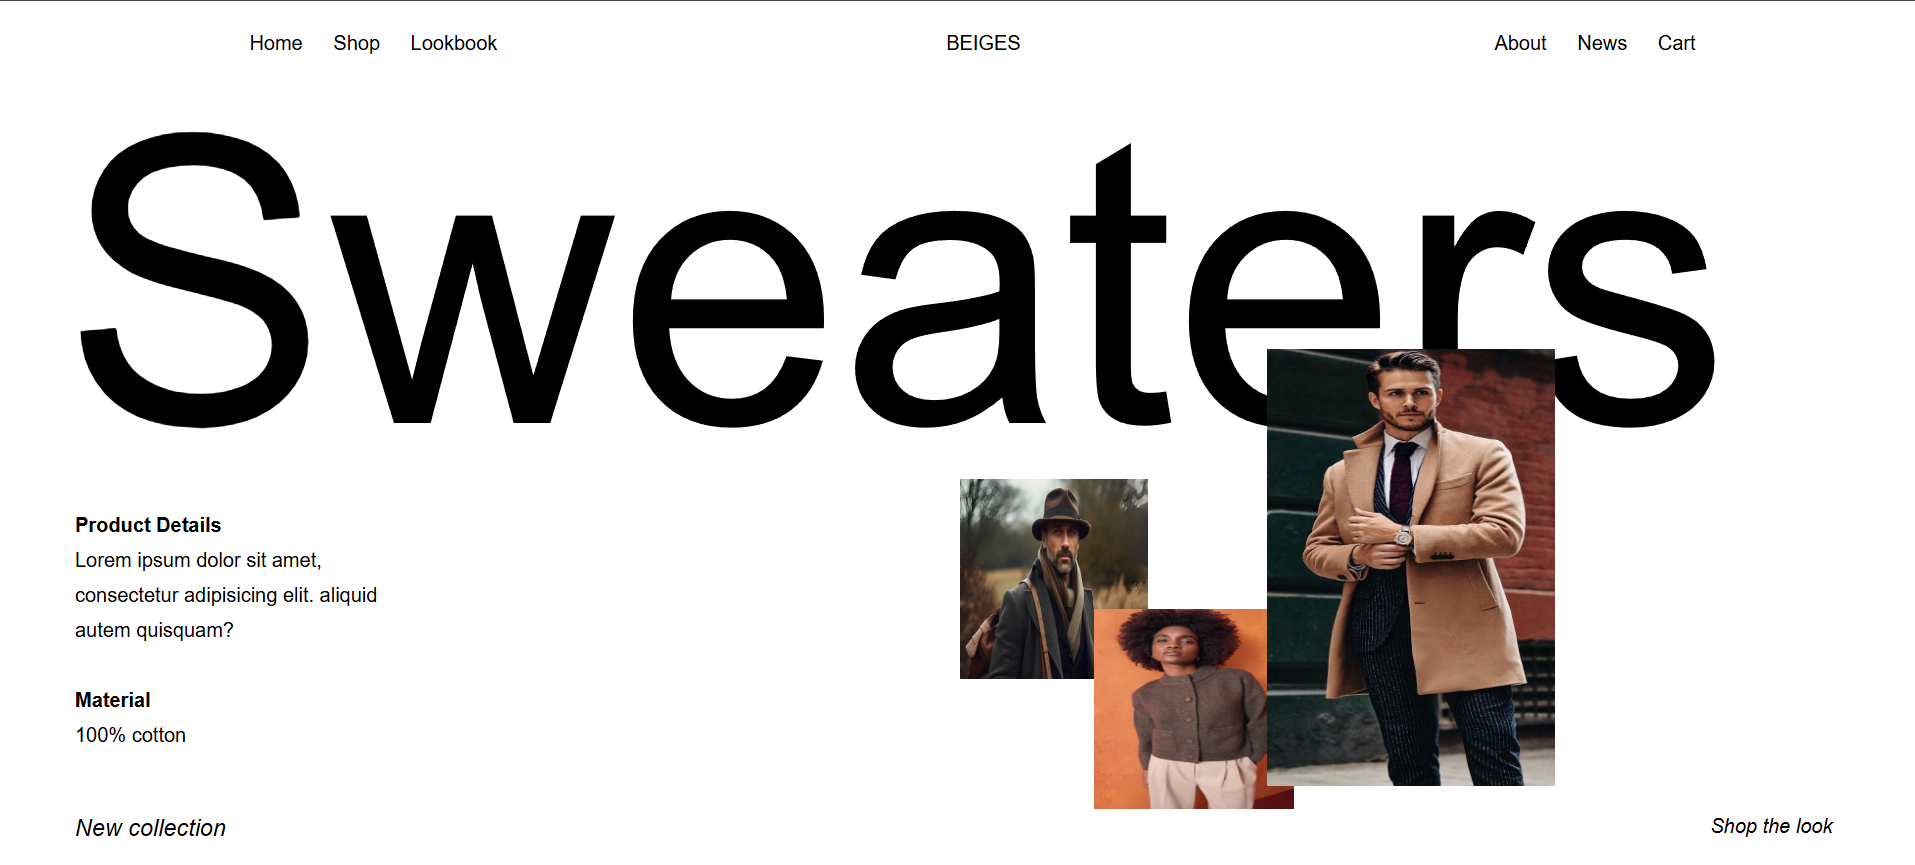 Home Shop Lookbook BEIGES About News Cart
Sweaters
Product Details
Lorem ipsum dolor sit amet,
consectetur adipisicing elit. aliquid
autem quisquam?
Material
100% cotton
New collection
Shop the look